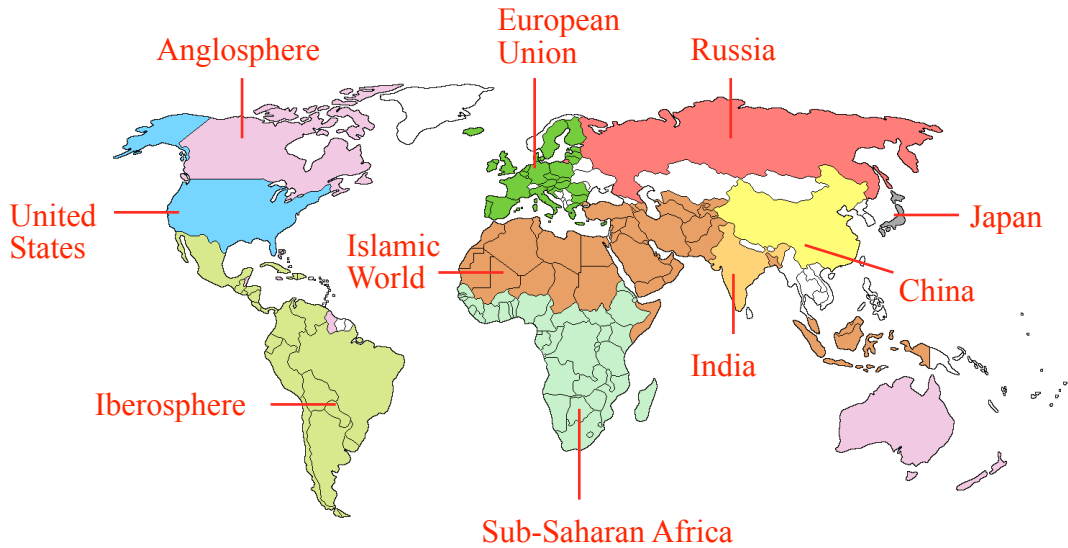 European
Union
Anglosphere
Russia
United
States
Islamic
World
Japan
China
India
Iberosphere
Sub-Saharan Africa